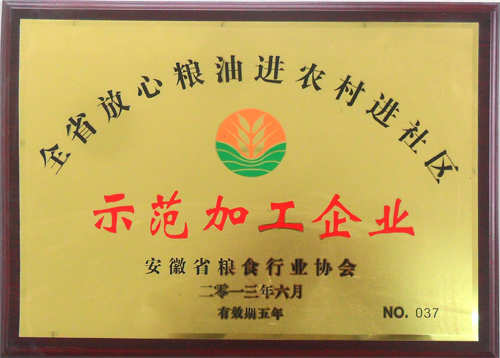 全省放心粮油进农村进社区
示范加工企业
安徽省粮食行业协会
二零一三年六月
有效期五年
NO. 037